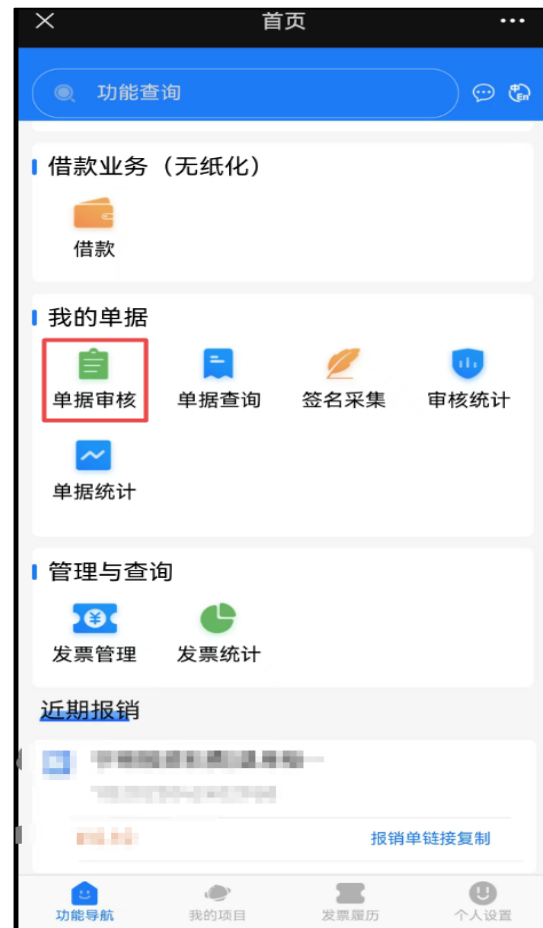 首页
功能查询
中 En
借款业务（无纸化）
借款
我的单据
单据审核 单据查询 签名采集 审核统计
单据统计
管理与查询
发票管理 发票统计
近期报销
报销单链接复制
功能导航 我的项目 发票履历 个人设置